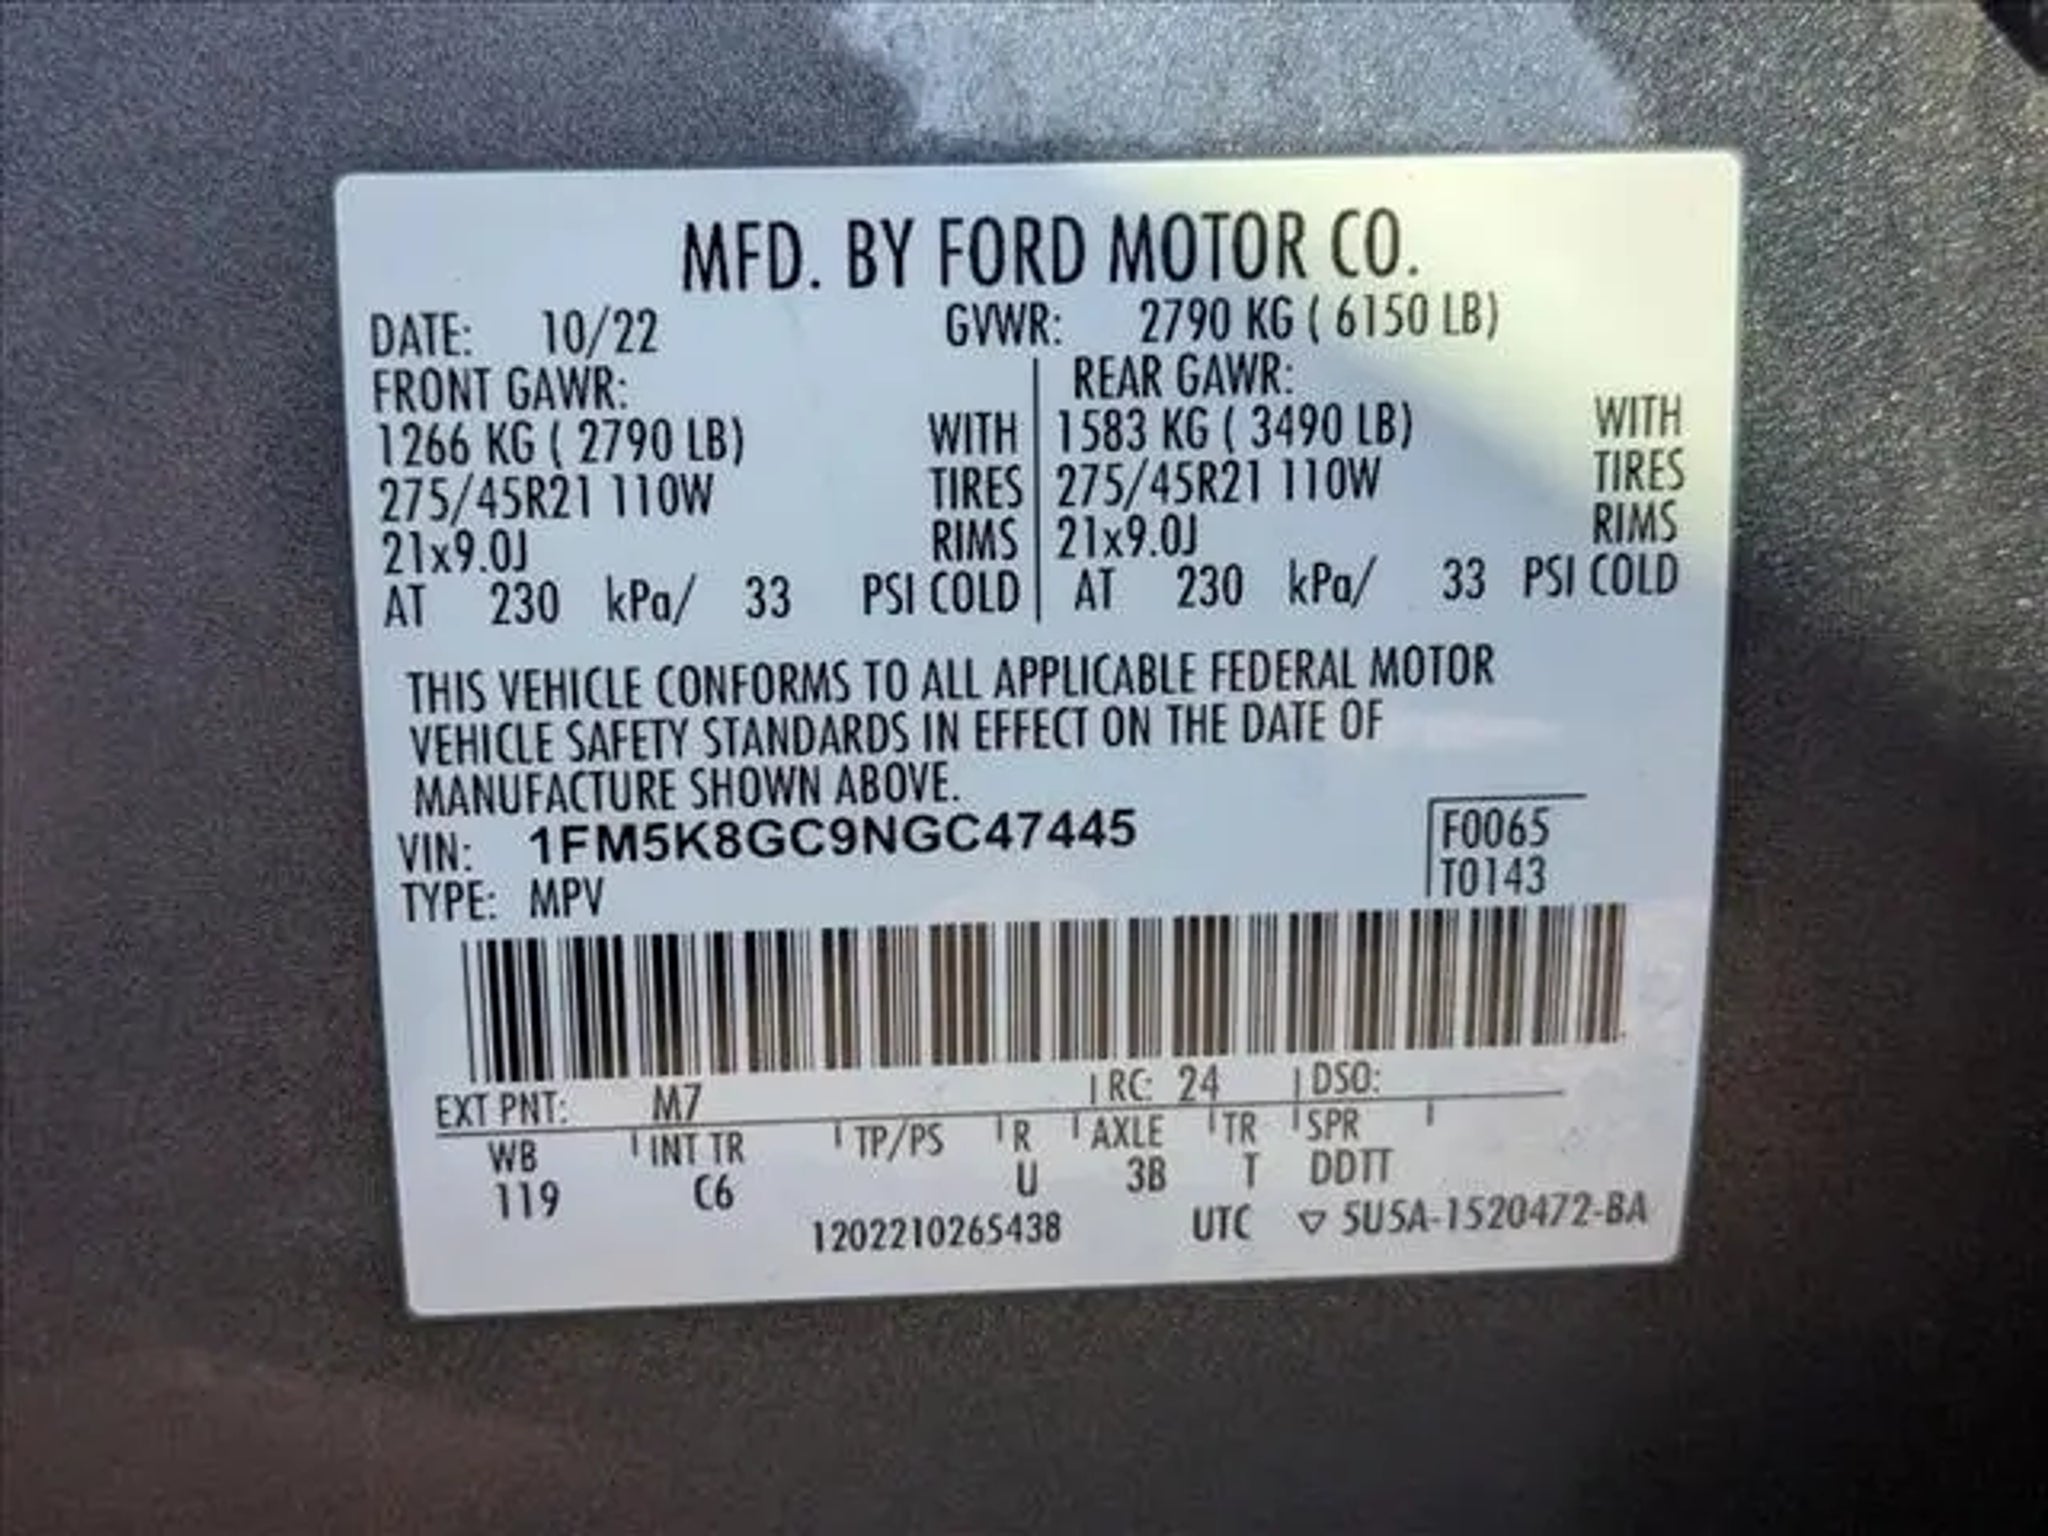 MFD. BY FORD MOTOR CO.
DATE: 10/22 GVWR: 2790 KG ( 6150 LB)
FRONT GAWR: REAR GAWR:
1266 KG ( 2790 LB) WITH 1583 KG ( 3490 LB) WITH
275/45R21 110W TIRES 275/45R21 110W TIRES
21x9.0J RIMS 21x9.0J RIMS
AT 230 kPa/ 33 PSI COLD AT 230 kPa/ 33 PSI COLD
THIS VEHICLE CONFORMS TO ALL APPLICABLE FEDERAL MOTOR
VEHICLE SAFETY STANDARDS IN EFFECT ON THE DATE OF
MANUFACTURE SHOWN ABOVE.
VIN: 1FM5K8GC9NGC47445 F0065
TYPE: MPV T0143
EXT PNT: M7 RC: 24 DSO:
WB INT TR TP/PS R AXLE TR SPR
119 C6 U 3B T DDTT
1202210265438 UTC ▽ 5U5A-1520472-BA